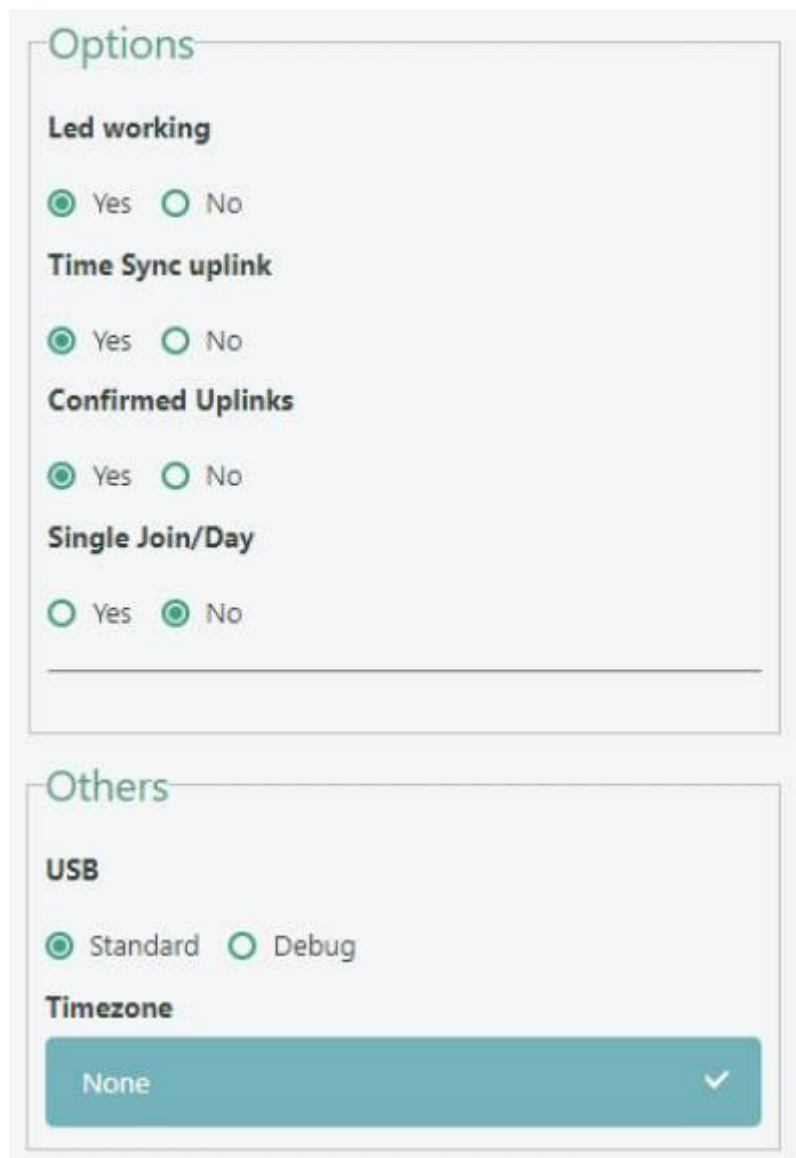 Options
Led working
Yes No
Time Sync uplink
Yes No
Confirmed Uplinks
Yes No
Single Join/Day
Yes No
Others
USB
Standard Debug
Timezone
None